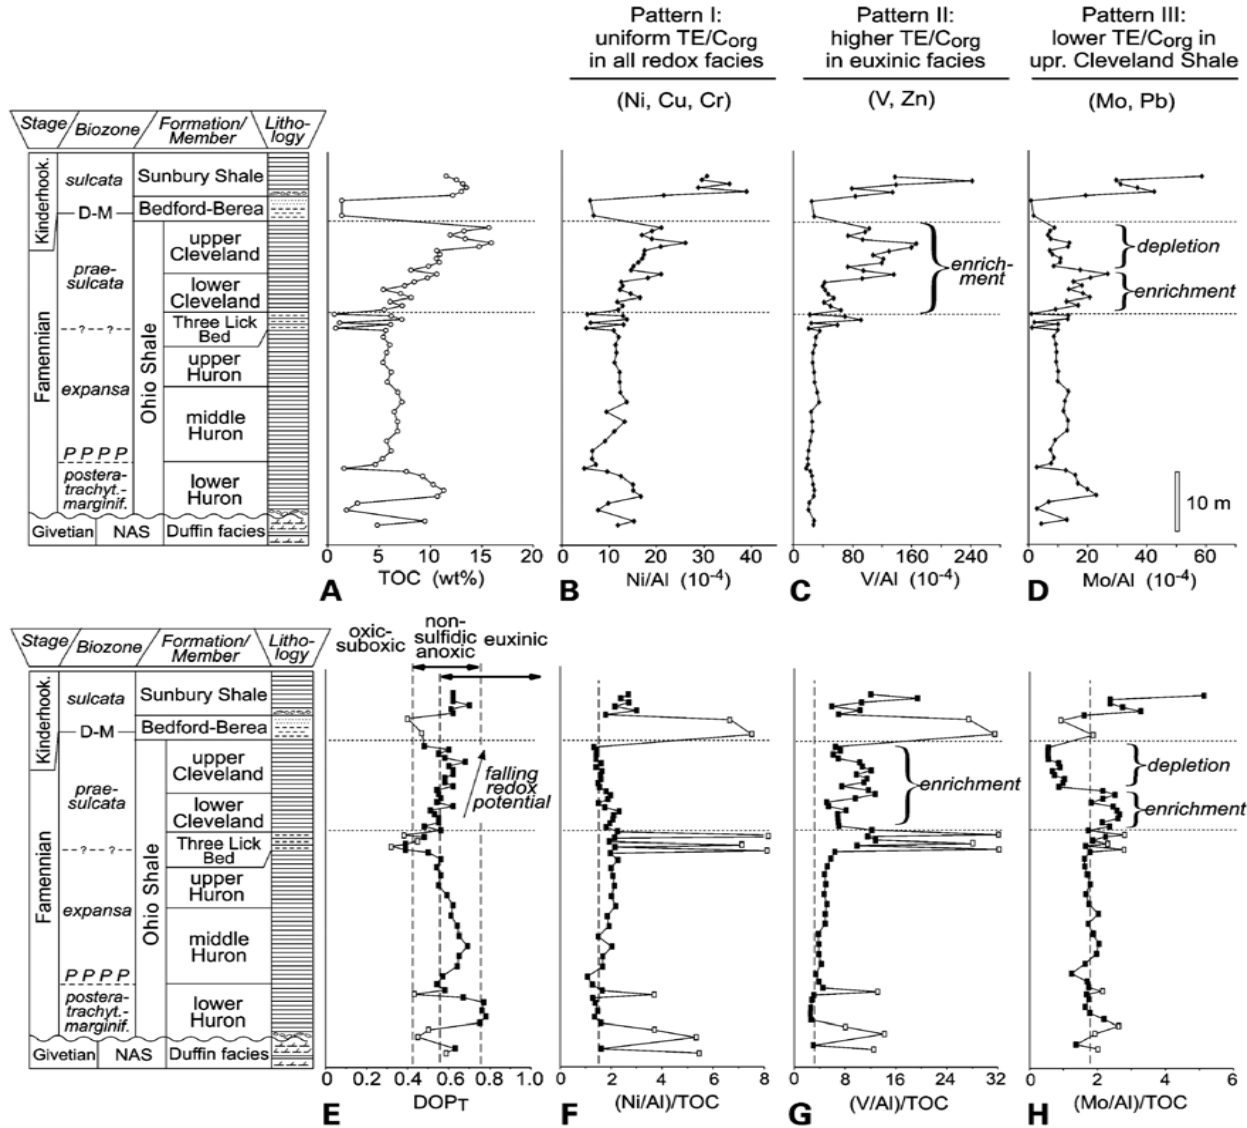 Pattern I:
uniform TE/Corg
in all redox facies
(Ni, Cu, Cr)
Pattern II:
higher TE/Corg
in euxinic facies
(V, Zn)
Pattern III:
lower TE/Corg in
upr. Cleveland Shale
(Mo, Pb)
Stage
Biozone
Formation/
Member
Litho-
logy
Kinderhook.
Famennian
sulcata
D-M
prae-
sulcata
--?--?---
expansa
P P P P
postera-
trachyt.-
marginif.
Ohio Shale
Sunbury Shale
Bedford-Berea
upper
Cleveland
lower
Cleveland
Three Lick
Bed
upper
Huron
middle
Huron
lower
Huron
Givetian
NAS
Duffin facies
enrich-
ment
depletion
enrichment
10 m
0 5 10 15 20
TOC (wt%)
A
0 10 20 30 40
Ni/Al (10-4)
B
0 80 160 240
V/Al (10-4)
C
0 20 40 60
Mo/Al (10-4)
D
Stage
Biozone
Formation/
Member
Litho-
logy
Kinderhook.
Famennian
sulcata
D-M
prae-
sulcata
--?--?---
expansa
P P P P
postera-
trachyt.-
marginif.
Ohio Shale
Sunbury Shale
Bedford-Berea
upper
Cleveland
lower
Cleveland
Three Lick
Bed
upper
Huron
middle
Huron
lower
Huron
Givetian
NAS
Duffin facies
oxic-
suboxic
non-
sulfidic
anoxic
euxinic
falling
redox
potential
enrichment
depletion
enrichment
0 0.2 0.4 0.6 0.8 1.0
DOPT
E
0 2 4 6 8
(Ni/Al)/TOC
F
0 8 16 24 32
(V/Al)/TOC
G
0 2 4 6
(Mo/Al)/TOC
H